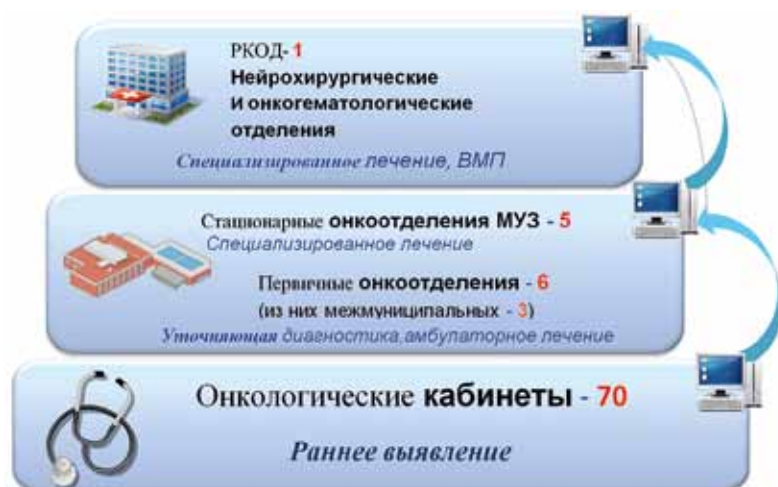 РКОД- 1
Нейрохирургические
И онкогематологические
отделения
Специализированное лечение, ВМП
Стационарные онкоотделения МУЗ - 5
Специализированное лечение
Первичные онкоотделения - 6
(из них межмуниципальных - 3)
Уточняющая диагностика,амбулаторное лечение
Онкологические кабинеты - 70
Раннее выявление